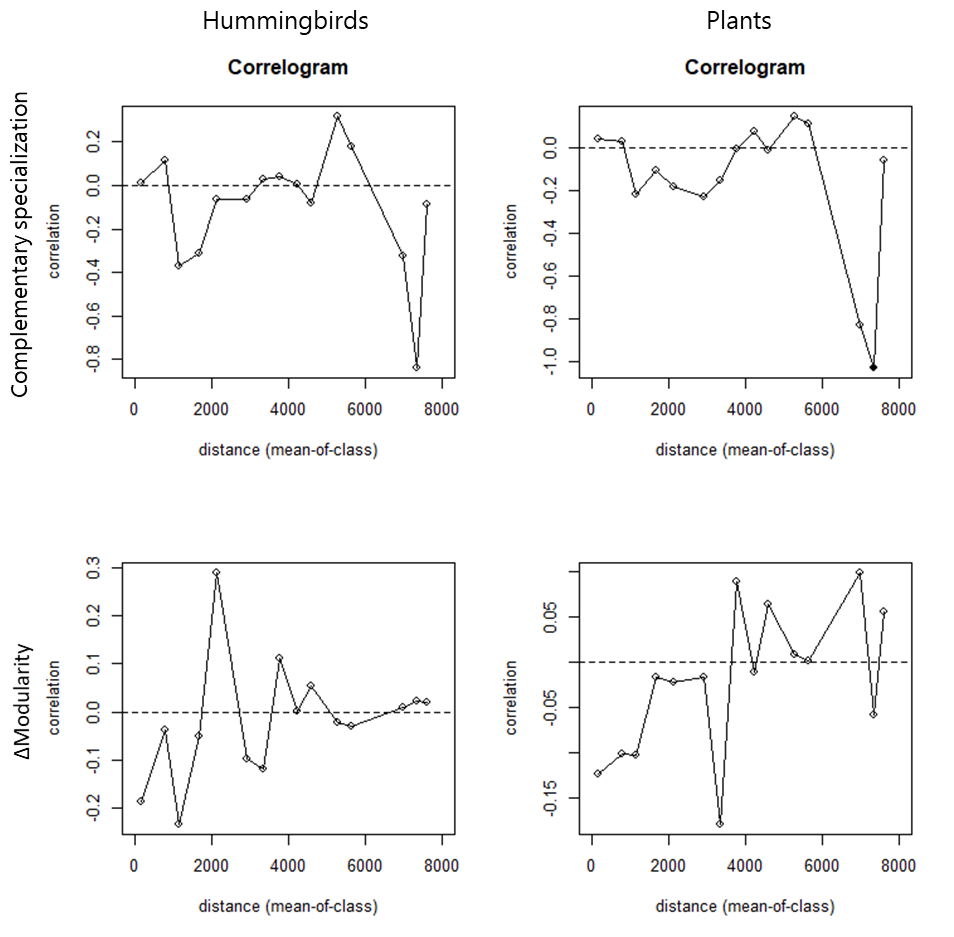 Hummingbirds
Plants
Complementary specialization
Correlogram
correlation
0.2
0.0
-0.2
-0.4
-0.6
-0.8
0 2000 4000 6000 8000
distance (mean-of-class)
Correlogram
correlation
0.0
-0.2
-0.4
-0.6
-0.8
-1.0
0 2000 4000 6000 8000
distance (mean-of-class)
ΔModularity
correlation
0.3
0.2
0.1
0.0
-0.1
-0.2
0 2000 4000 6000 8000
distance (mean-of-class)
correlation
0.05
-0.05
-0.15
0 2000 4000 6000 8000
distance (mean-of-class)